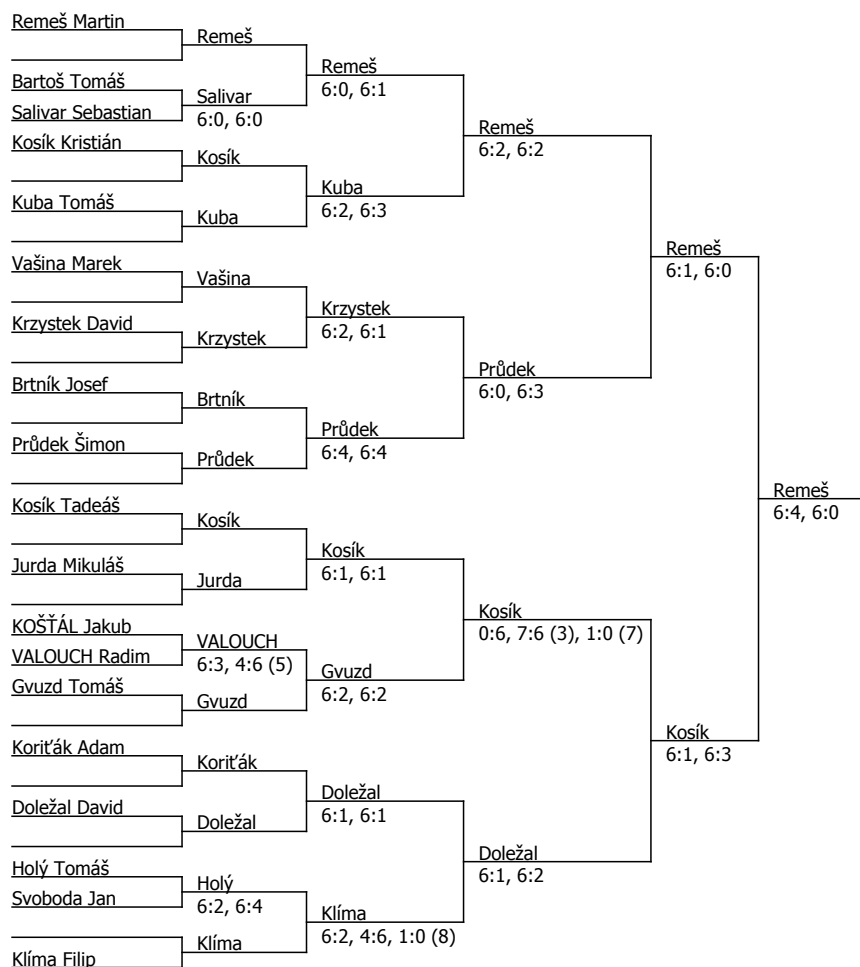 Remeš Martin
Bartoš Tomáš
Salivar Sebastian
Kosík Kristián
Kuba Tomáš
Vašina Marek
Krzystek David
Brtník Josef
Průdek Šimon
Kosík Tadeáš
Jurda Mikuláš
KOŠŤÁL Jakub
VALOUCH Radim
Gvuzd Tomáš
Koriťák Adam
Doležal David
Holý Tomáš
Svoboda Jan
Klíma Filip
Remeš
Salivar
6:0, 6:0
Kosík
Kuba
Vašina
Krzystek
Brtník
Průdek
Kosík
Jurda
VALOUCH
6:3, 4:6 (5)
Gvuzd
Koriťák
Doležal
Holý
6:2, 6:4
Klíma
Remeš
6:0, 6:1
Kuba
6:2, 6:3
Krzystek
6:2, 6:1
Průdek
6:4, 6:4
Kosík
6:1, 6:1
Gvuzd
6:2, 6:2
Doležal
6:1, 6:1
Klíma
6:2, 4:6, 1:0 (8)
Remeš
6:2, 6:2
Průdek
6:0, 6:3
Kosík
0:6, 7:6 (3), 1:0 (7)
Doležal
6:1, 6:2
Remeš
6:1, 6:0
Kosík
6:1, 6:3
Remeš
6:4, 6:0